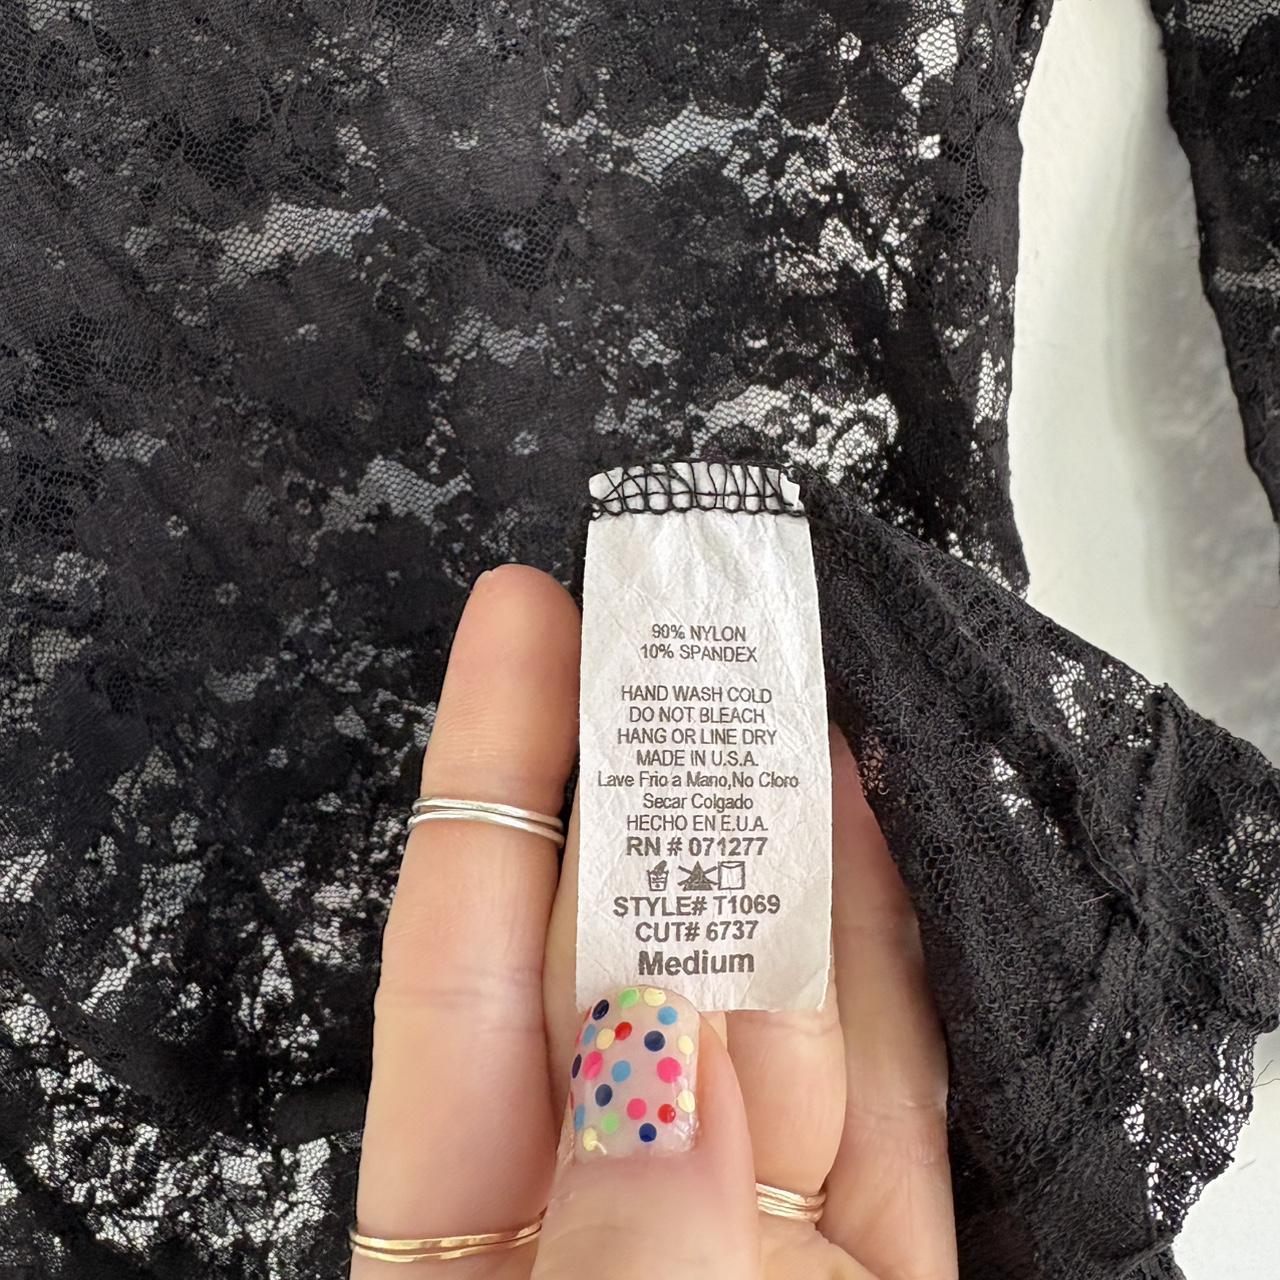 90% NYLON
10% SPANDEX
HAND WASH COLD
DO NOT BLEACH
HANG OR LINE DRY
MADE IN U.S.A.
Lave Frio a Mano,No Cloro
Secar Colgado
HECHO EN E.U.A.
RN # 071277
STYLE# T1069
CUT# 6737
Medium